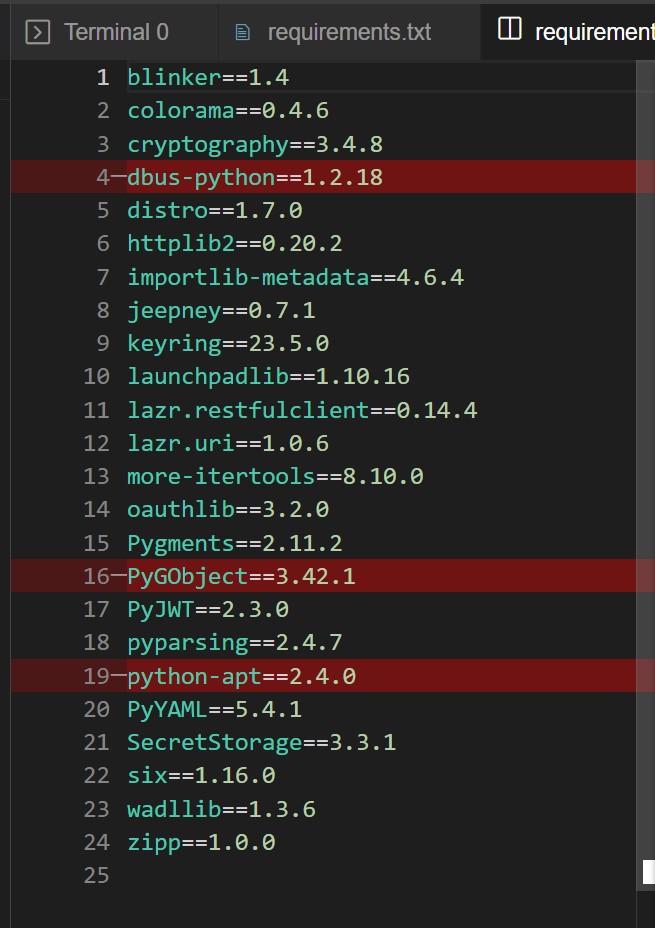 Terminal 0
requirements.txt
requirement
1 blinker==1.4
2 colorama==0.4.6
3 cryptography==3.4.8
4—dbus-python==1.2.18
5 distro==1.7.0
6 httplib2==0.20.2
7 importlib-metadata==4.6.4
8 jeepney==0.7.1
9 keyring==23.5.0
10 launchpadlib==1.10.16
11 lazr.restfulclient==0.14.4
12 lazr.uri==1.0.6
13 more-itertools==8.10.0
14 oauthlib==3.2.0
15 Pygments==2.11.2
16—PyGObject==3.42.1
17 PyJWT==2.3.0
18 pyparsing==2.4.7
19—python-apt==2.4.0
20 PyYAML==5.4.1
21 SecretStorage==3.3.1
22 six==1.16.0
23 wadllib==1.3.6
24 zipp==1.0.0
25